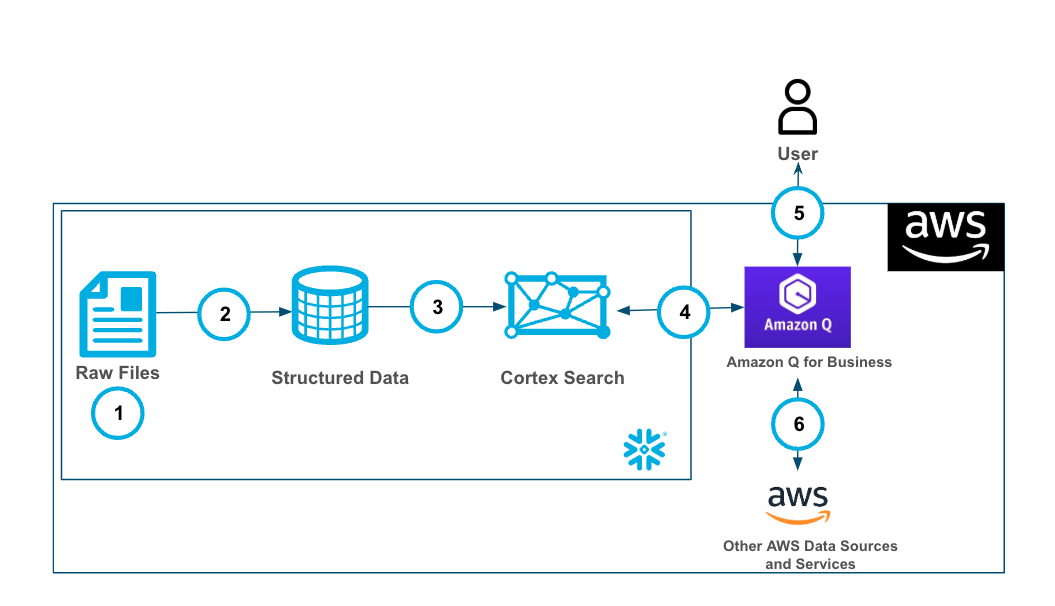 User
5
aws
Amazon Q
Amazon Q for Business
2
3
4
Raw Files
Structured Data
Cortex Search
1
6
aws
Other AWS Data Sources
and Services